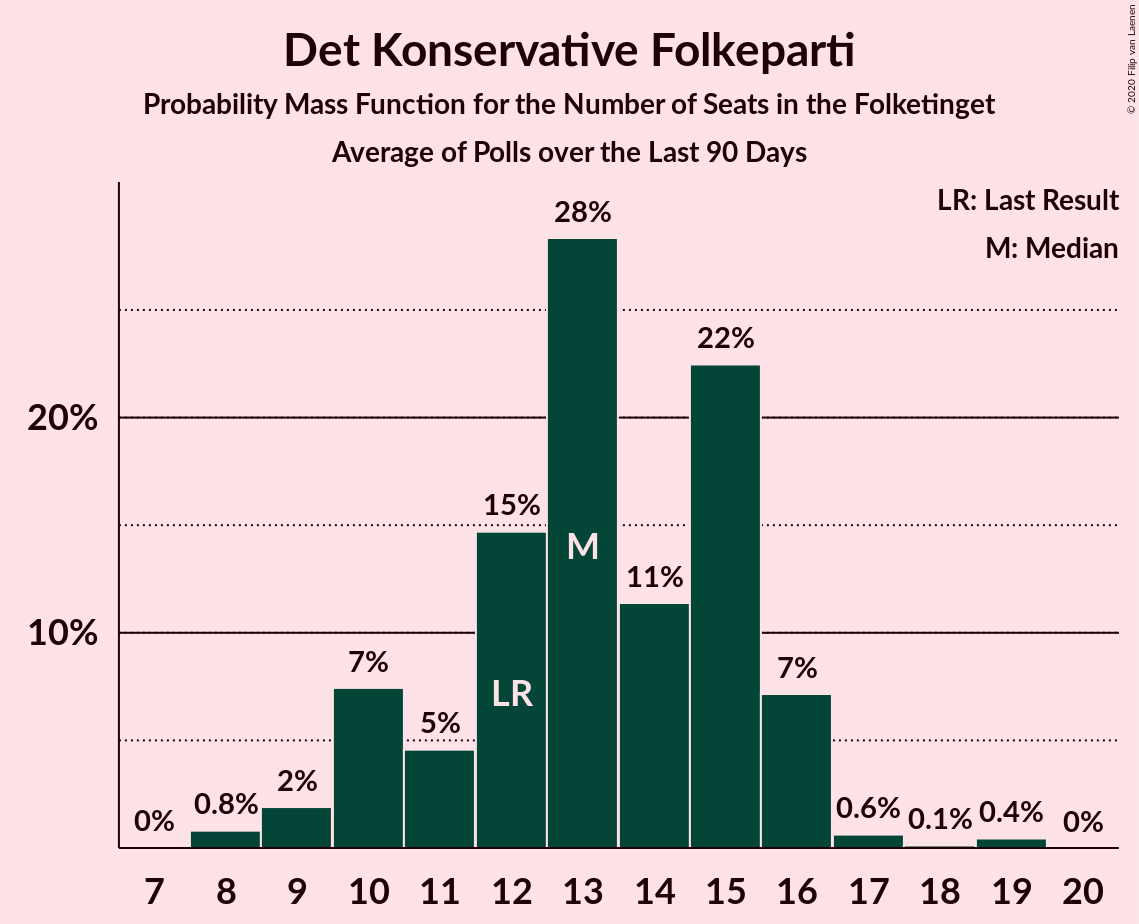 Det Konservative Folkeparti
Probability Mass Function for the Number of Seats in the Folketinget
Average of Polls over the Last 90 Days
© 2020 Filip van Laenen
LR: Last Result
M: Median
28%
22%
20%
15%
M
11%
10%
7%
7%
LR
5%
2%
0.8%
0.6%
0.4%
0.1%
0%
0%
7 8 9 10 11 12 13 14 15 16 17 18 19 20